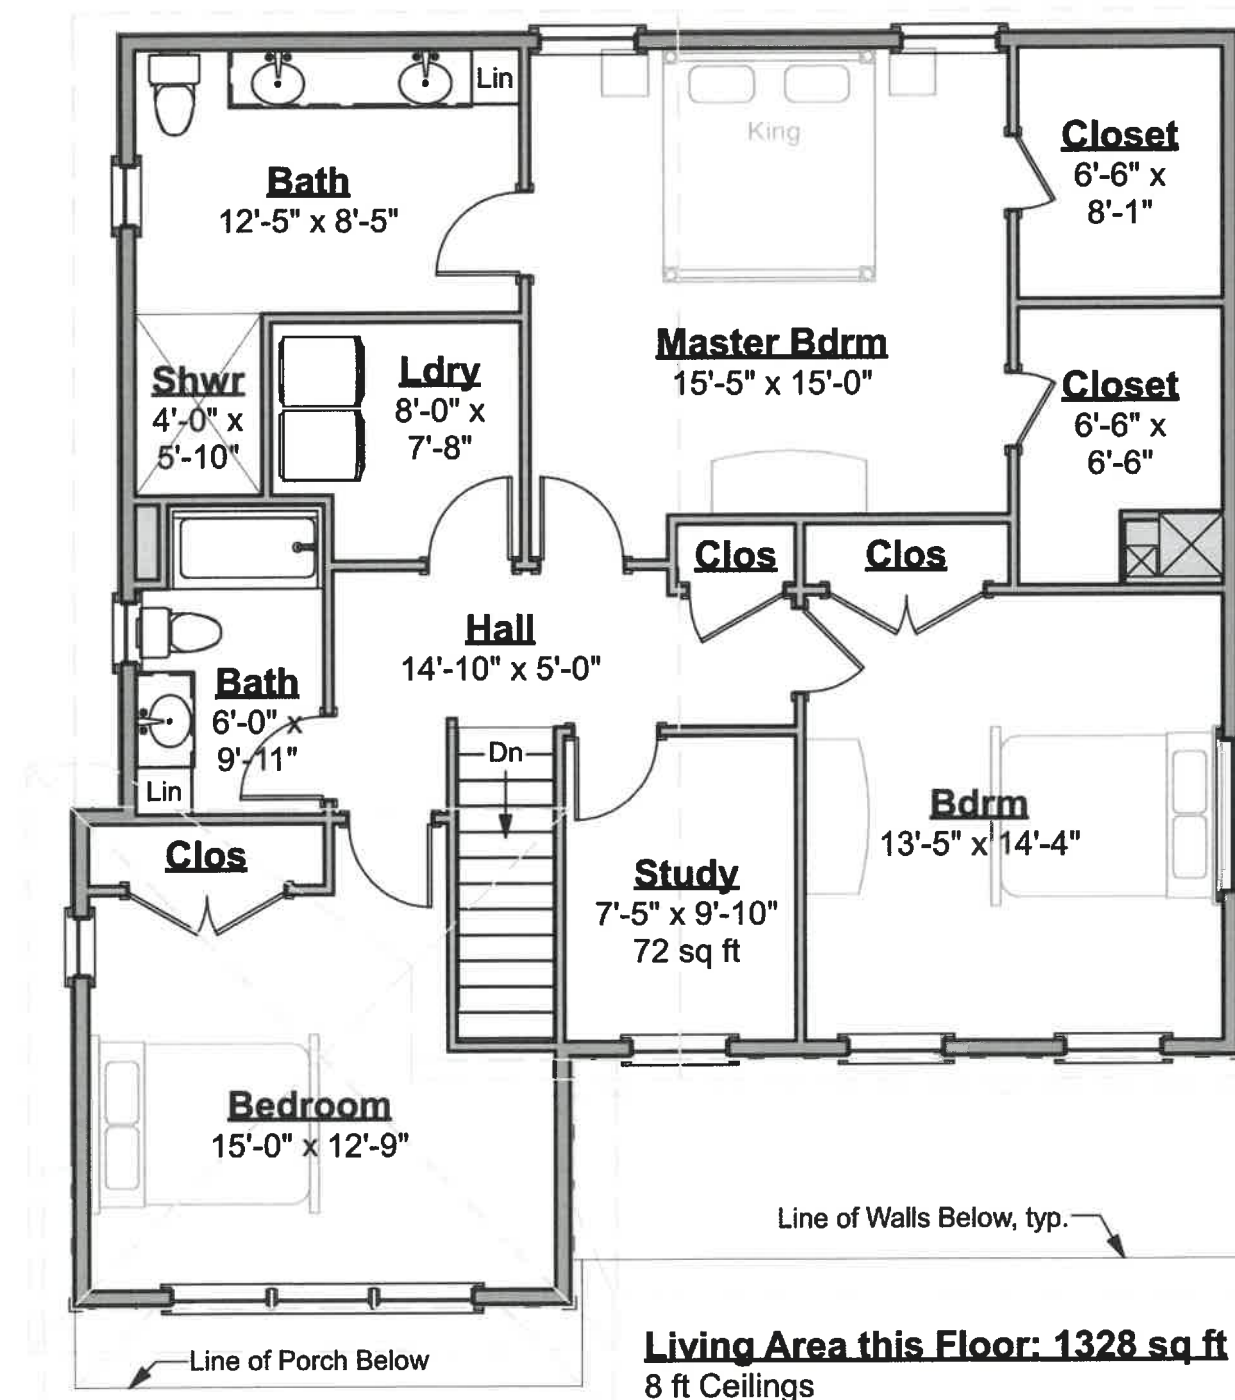 Lin
King
Bath
12'-5" x 8'-5"
Closet
6'-6" x
8'-1"
Master Bdrm
15'-5" x 15'-0"
Shwr
4'-0" x
5'-10"
Ldry
8'-0" x
7'-8"
Closet
6'-6" x
6'-6"
Clos
Clos
Hall
14'-10" x 5'-0"
Bath
6'-0" x
9'-11"
Lin
Dn
Clos
Study
7'-5" x 9'-10"
72 sq ft
Bdrm
13'-5" x 14'-4"
Bedroom
15'-0" x 12'-9"
Line of Walls Below, typ.
Line of Porch Below
Living Area this Floor: 1328 sq ft
8 ft Ceilings